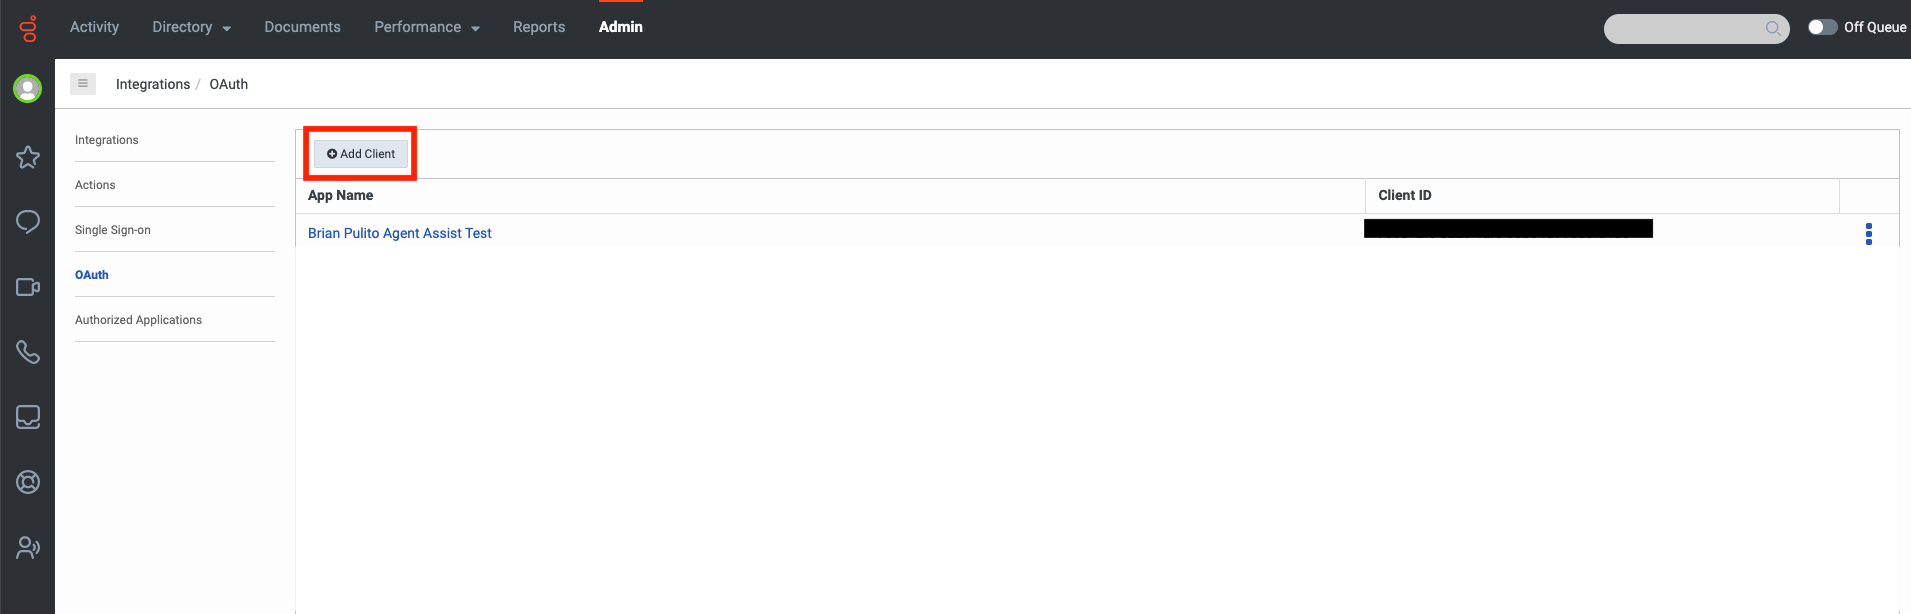 Activity Directory Documents Performance Reports Admin Off Queue
Integrations / OAuth
Integrations
Actions
Single Sign-on
OAuth
Authorized Applications
Add Client
App Name Client ID
Brian Pulito Agent Assist Test